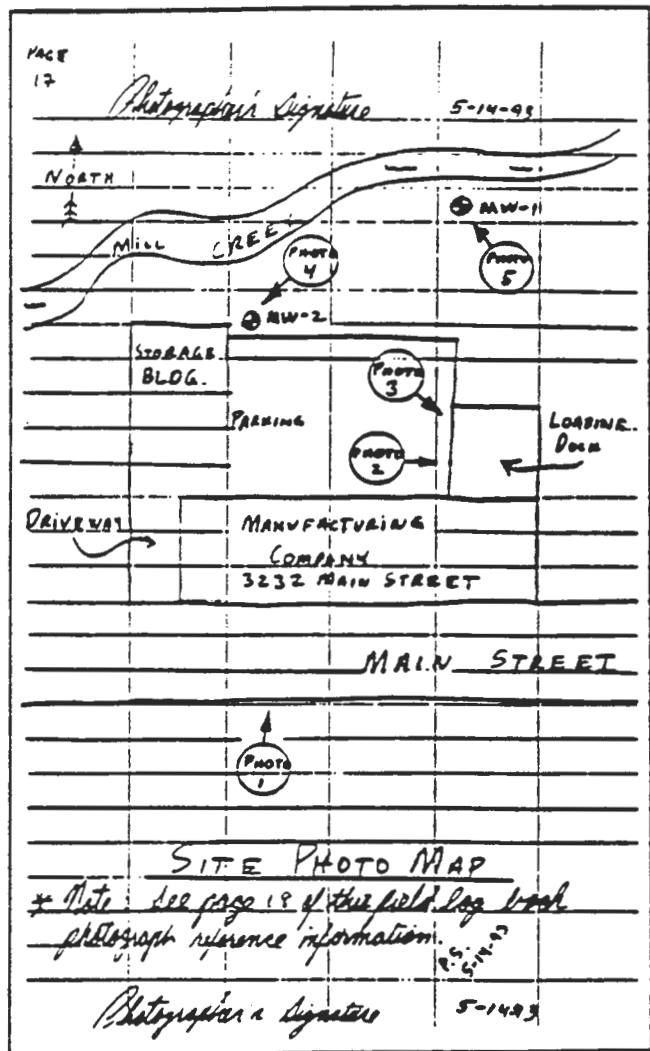 PAGE
17
Photographer's Signature 5-14-93
NORTH
MILL CREEK
MW-1
PHOTO
5
PHOTO
4
MW-2
STORAGE
BLDG.
PHOTO
3
PARKING
LOADING
DOCK
PHOTO
2
DRIVEWAY
MANUFACTURING
COMPANY
3232 MAIN STREET
MAIN STREET
PHOTO
1
SITE PHOTO MAP
* Note: See page 18 of this field log book
photograph reference information.
P.S.
5-14-93
Photographer's Signature 5-14-93